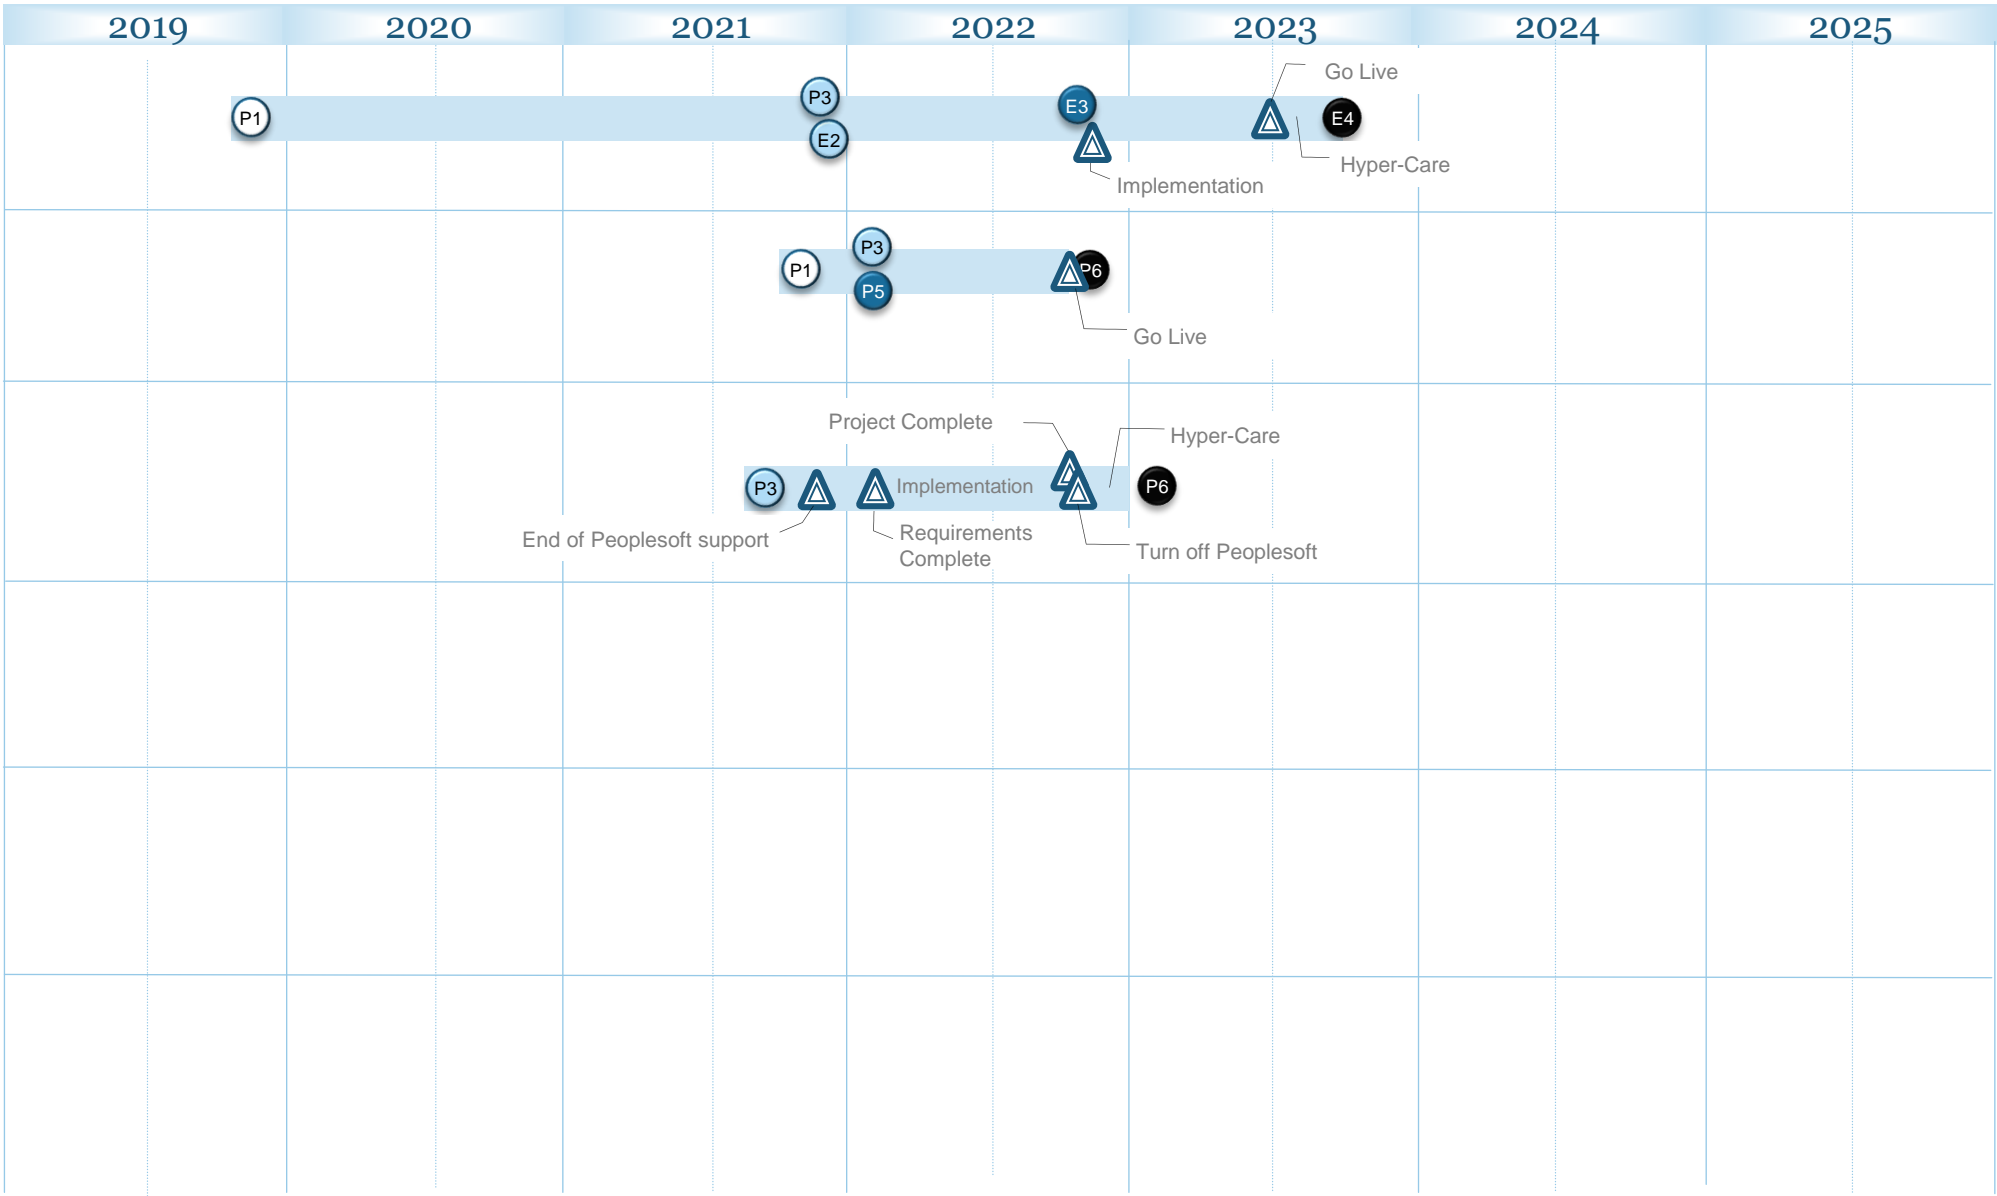 2019 2020 2021 2022 2023 2024 2025
Go Live
P1 P3 E2 E3 E4
Hyper-Care
Implementation
P1 P3 P5 P6
Go Live
Project Complete
Hyper-Care
P3 Implementation P6
End of Peoplesoft support
Requirements
Complete
Turn off Peoplesoft